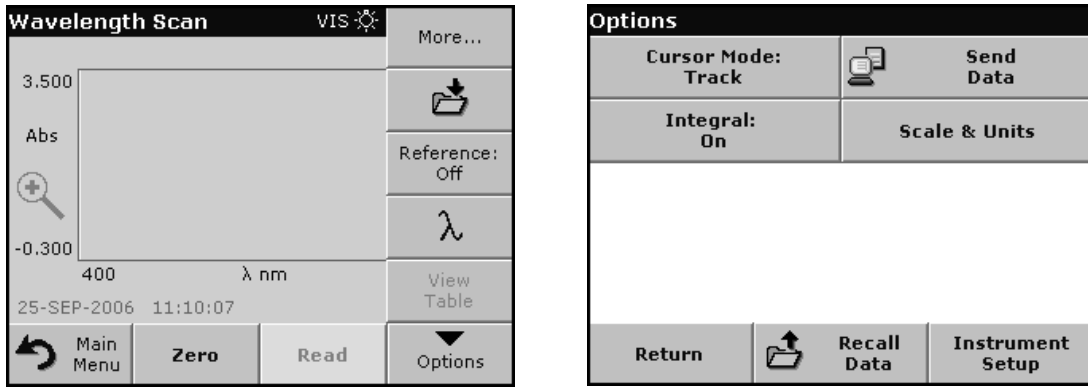 Wavelength Scan VIS
3.500
Abs
-0.300
400 λ nm
25-SEP-2006 11:10:07
Main
Menu
Zero
Read
More...
Reference:
Off
λ
View
Table
Options
Options
Cursor Mode:
Track
Send
Data
Integral:
On
Scale & Units
Return
Recall
Data
Instrument
Setup